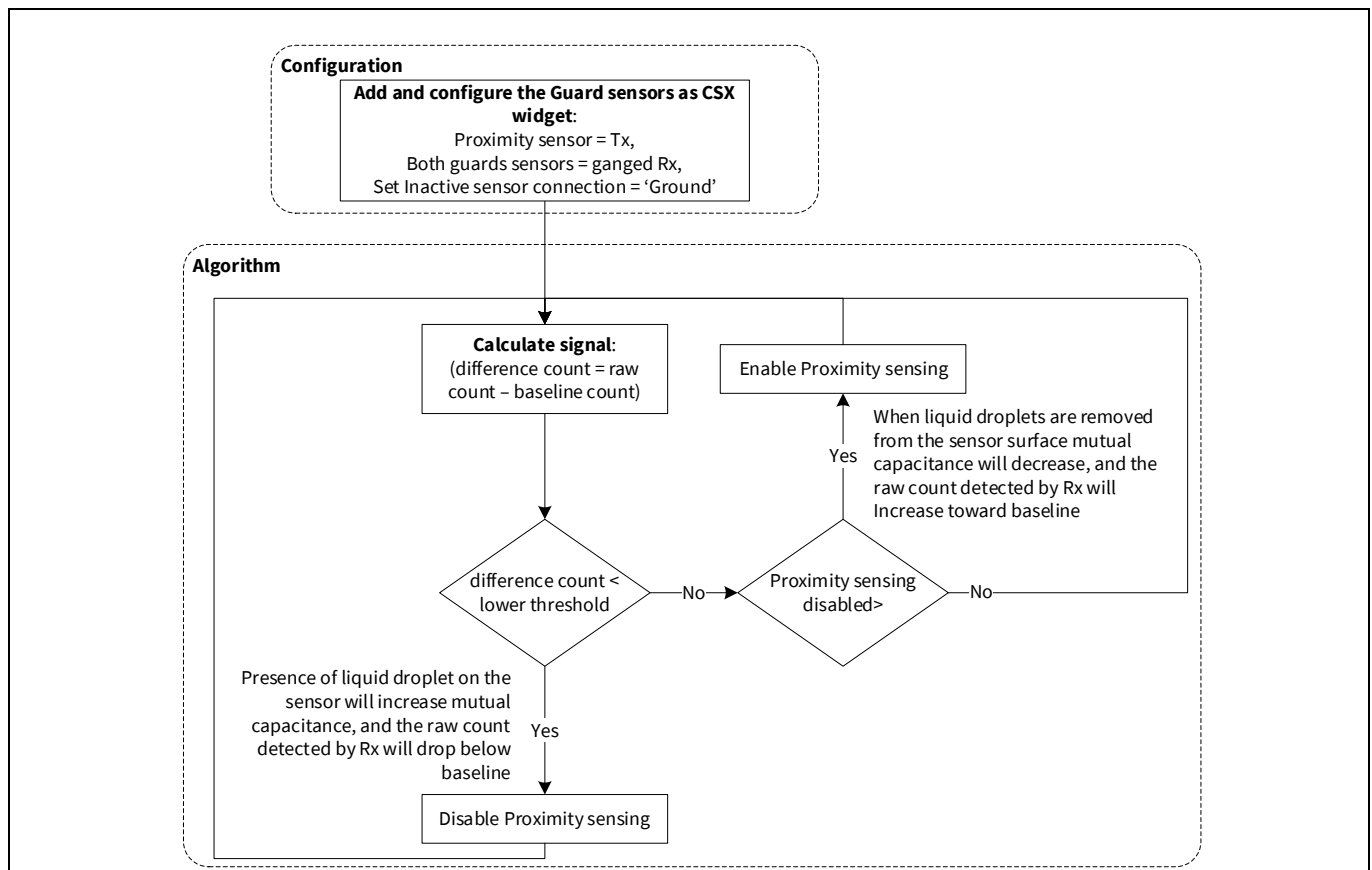 Configuration
Add and configure the Guard sensors as CSX
widget:
Proximity sensor = Tx,
Both guards sensors = ganged Rx,
Set Inactive sensor connection = ‘Ground’
Algorithm
Calculate signal:
(difference count = raw
count – baseline count)
Enable Proximity sensing
When liquid droplets are removed
from the sensor surface mutual
capacitance will decrease, and the
raw count detected by Rx will
Increase toward baseline
Yes
difference count <
lower threshold
No
Proximity sensing
disabled>
No
Presence of liquid droplet on the
sensor will increase mutual
capacitance, and the raw count
detected by Rx will drop below
baseline
Yes
Disable Proximity sensing